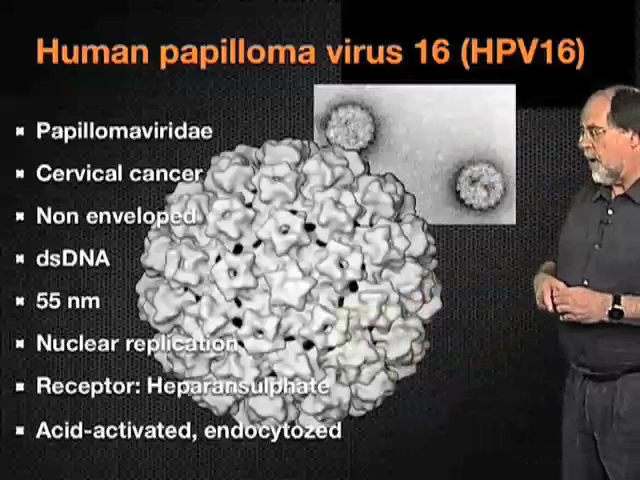 Human papilloma virus 16 (HPV16)
Papillomaviridae
Cervical cancer
Non enveloped
dsDNA
55 nm
Nuclear replication
Receptor: Heparansulphate
Acid-activated, endocytozed